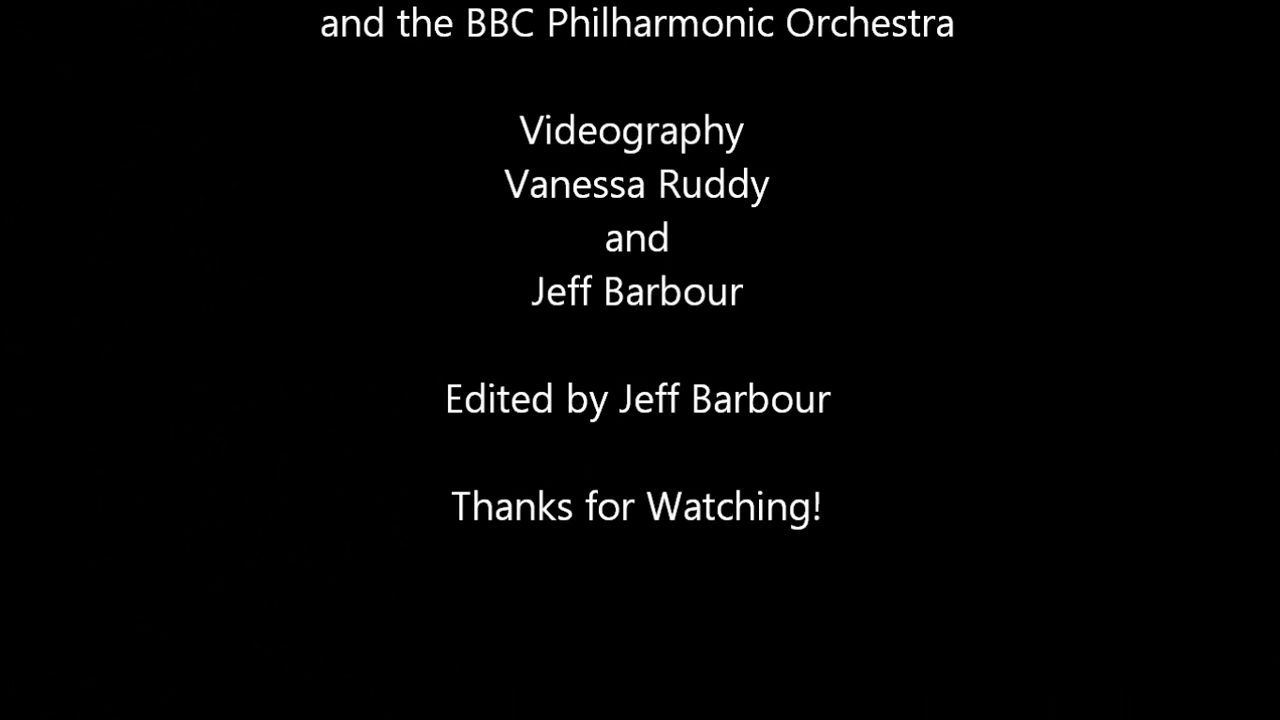 and the BBC Philharmonic Orchestra
Videography
Vanessa Ruddy
and
Jeff Barbour
Edited by Jeff Barbour
Thanks for Watching!